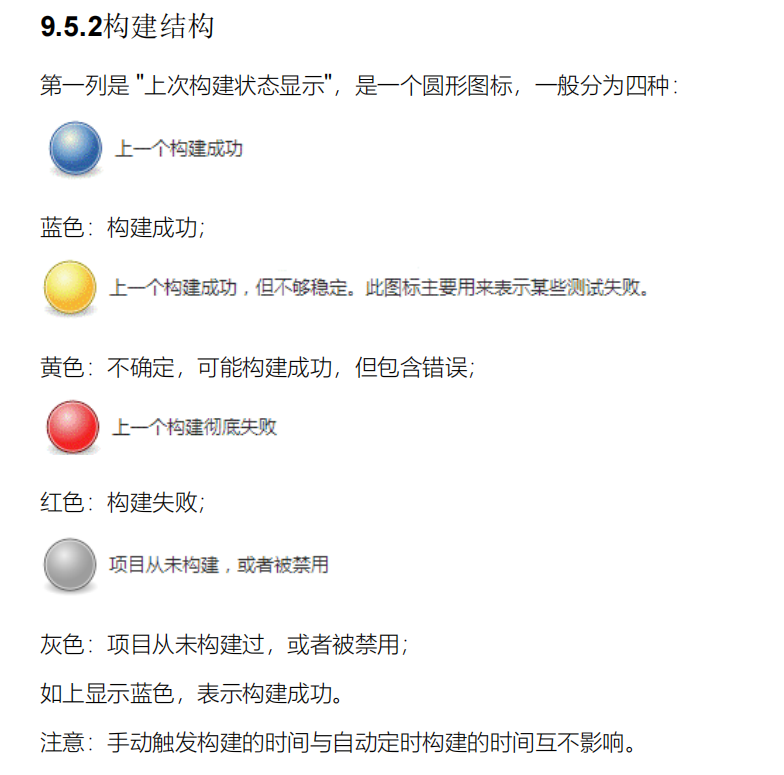 9.5.2构建结构
第一列是 "上次构建状态显示"，是一个圆形图标，一般分为四种：
上一个构建成功
蓝色：构建成功；
上一个构建成功，但不够稳定。此图标主要用来表示某些测试失败。
黄色：不确定，可能构建成功，但包含错误；
上一个构建彻底失败
红色：构建失败；
项目从未构建，或者被禁用
灰色：项目从未构建过，或者被禁用；
如上显示蓝色，表示构建成功。
注意：手动触发构建的时间与自动定时构建的时间互不影响。